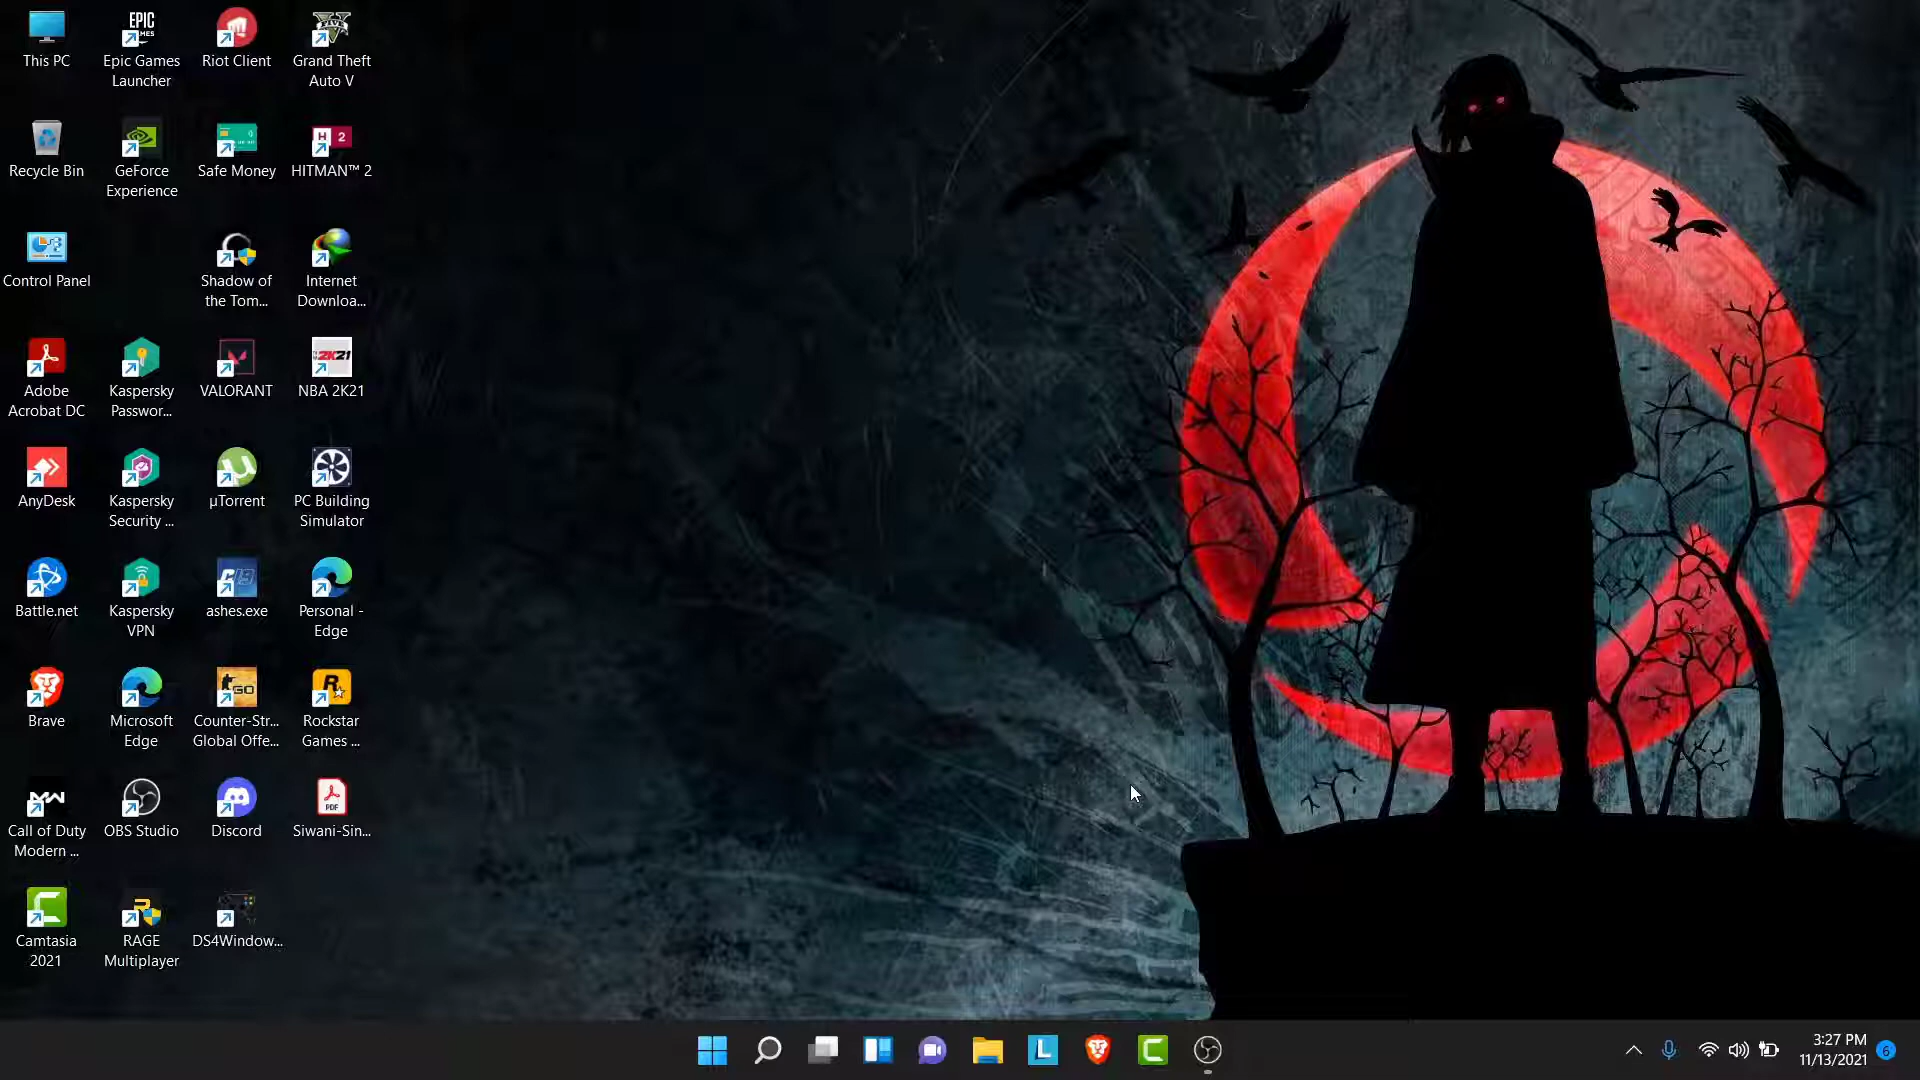 This PC
Epic Games
Launcher
Riot Client
Grand Theft
Auto V
Recycle Bin
GeForce
Experience
Safe Money
HITMAN™ 2
Control Panel
Shadow of
the Tom...
Internet
Downloa...
Adobe
Acrobat DC
Kaspersky
Passwor...
VALORANT
NBA 2K21
AnyDesk
Kaspersky
Security ...
µTorrent
PC Building
Simulator
Battle.net
Kaspersky
VPN
ashes.exe
Personal -
Edge
Brave
Microsoft
Edge
Counter-Str...
Global Offe...
Rockstar
Games ...
Call of Duty
Modern ...
OBS Studio
Discord
Siwani-Sin...
Camtasia
2021
RAGE
Multiplayer
DS4Window...
3:27 PM
11/13/2021
6